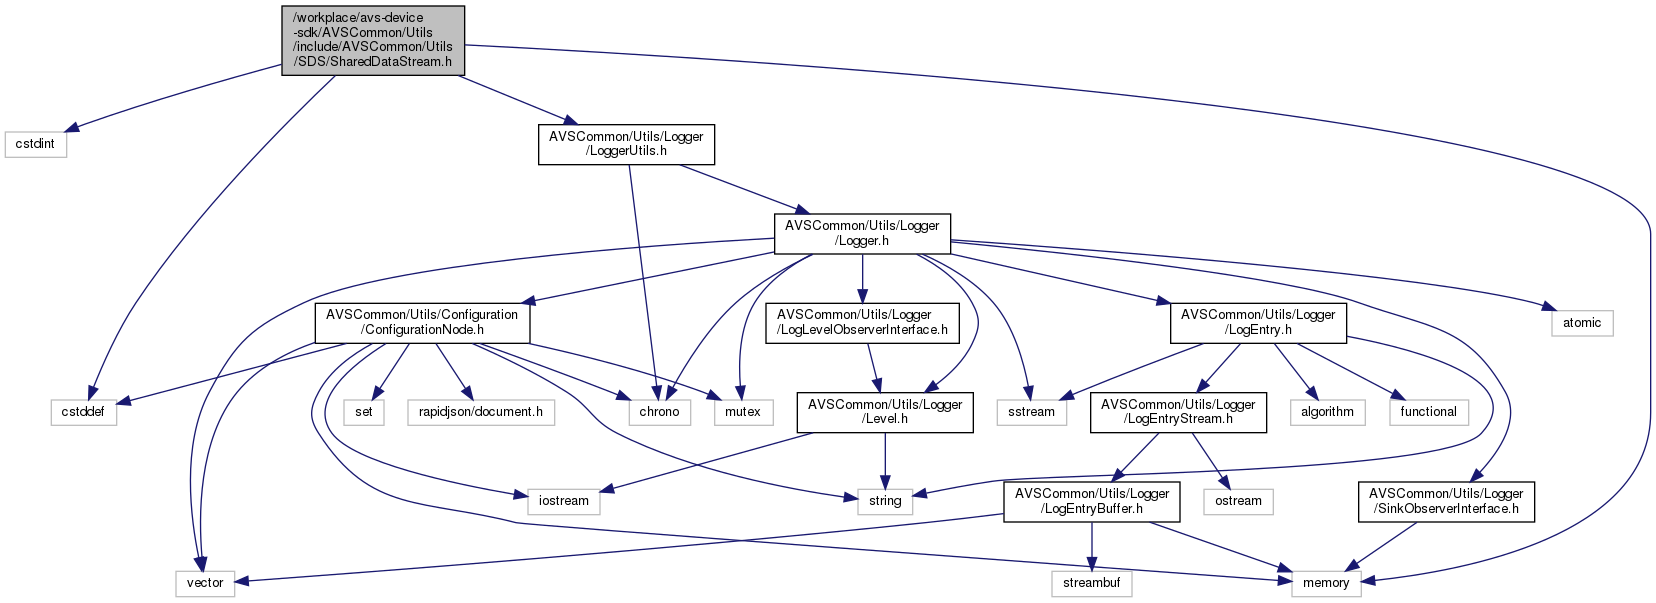 /workplace/avs-device
-sdk/AVSCommon/Utils
/include/AVSCommon/Utils
/SDS/SharedDataStream.h
cstdint
AVSCommon/Utils/Logger
/LoggerUtils.h
AVSCommon/Utils/Logger
/Logger.h
AVSCommon/Utils/Configuration
/ConfigurationNode.h
AVSCommon/Utils/Logger
/LogLevelObserverInterface.h
AVSCommon/Utils/Logger
/LogEntry.h
atomic
cstddef
set
rapidjson/document.h
chrono
mutex
AVSCommon/Utils/Logger
/Level.h
sstream
AVSCommon/Utils/Logger
/LogEntryStream.h
algorithm
functional
iostream
string
AVSCommon/Utils/Logger
/LogEntryBuffer.h
ostream
AVSCommon/Utils/Logger
/SinkObserverInterface.h
vector
streambuf
memory